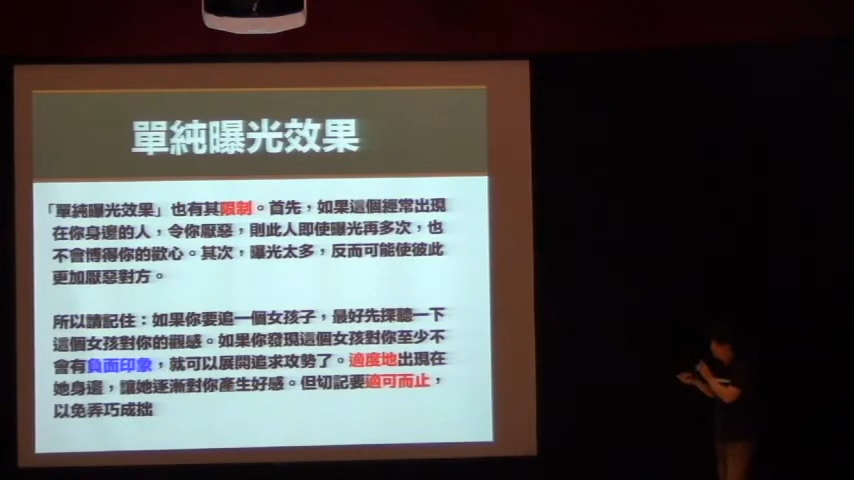 單純曝光效果
「單純曝光效果」也有其限制。首先，如果這個經常出現
在你身邊的人，令你厭惡，則此人即使曝光再多次，也
不會博得你的歡心。其次，曝光太多，反而可能使彼此
更加厭惡對方。
所以請記住：如果你要追一個女孩子，最好先探聽一下
這個女孩對你的觀感。如果你發現這個女孩對你至少不
會有負面印象，就可以展開追求攻勢了。適度地出現在
她身邊，讓她逐漸對你產生好感。但切記要適可而止，
以免弄巧成拙